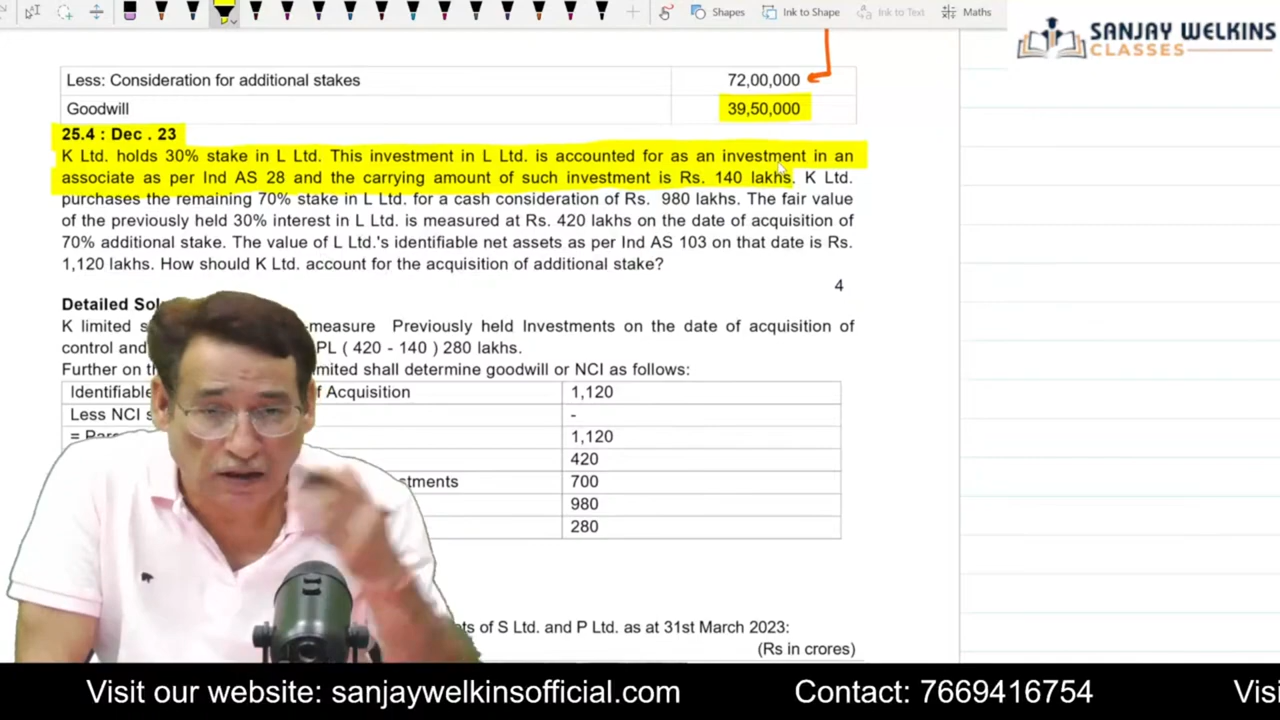 Shapes Ink to Shape Ink to Text Maths
SANJAY WELKINS
CLASSES
Less: Consideration for additional stakes 72,00,000
Goodwill 39,50,000
25.4 : Dec . 23
K Ltd. holds 30% stake in L Ltd. This investment in L Ltd. is accounted for as an investment in an
associate as per Ind AS 28 and the carrying amount of such investment is Rs. 140 lakhs. K Ltd.
purchases the remaining 70% stake in L Ltd. for a cash consideration of Rs. 980 lakhs. The fair value
of the previously held 30% interest in L Ltd. is measured at Rs. 420 lakhs on the date of acquisition of
70% additional stake. The value of L Ltd.'s identifiable net assets as per Ind AS 103 on that date is Rs.
1,120 lakhs. How should K Ltd. account for the acquisition of additional stake?
4
Detailed
K limited measure Previously held Investments on the date of acquisition of
control and PL ( 420 - 140 ) 280 lakhs.
Further on shall determine goodwill or NCI as follows:
Identifiable of Acquisition 1,120
Less NCI -
= 1,120
420
700
980
280
of S Ltd. and P Ltd. as at 31st March 2023:
(Rs in crores)
Visit our website: sanjaywelkinsofficial.com Contact: 7669416754